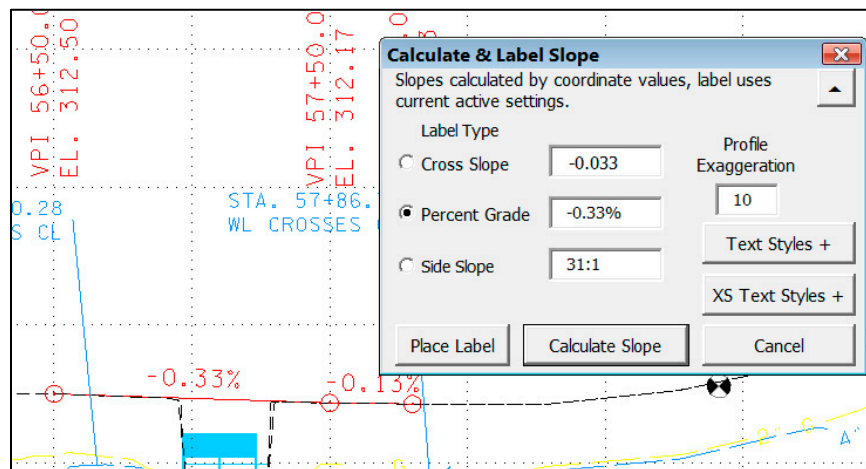 VPI 56+50.0
EL. 312.50
VPI 57+50.0
EL. 312.17
0.28
S CL
STA. 57+86.
WL CROSSES
-0.33%
-0.13%
Calculate & Label Slope
Slopes calculated by coordinate values, label uses
current active settings.
Label Type
Profile
Exaggeration
Cross Slope
-0.033
10
Percent Grade
-0.33%
Text Styles +
Side Slope
31:1
XS Text Styles +
Place Label
Calculate Slope
Cancel
A'